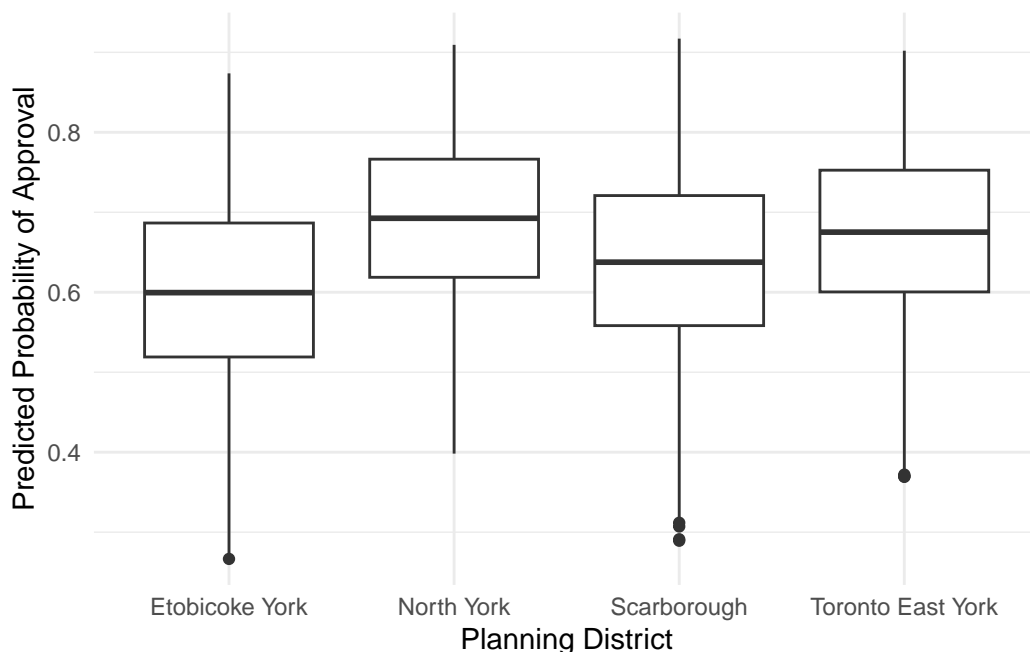 Predicted Probability of Approval
0.8
0.6
0.4
Etobicoke York
North York
Scarborough
Toronto East York
Planning District